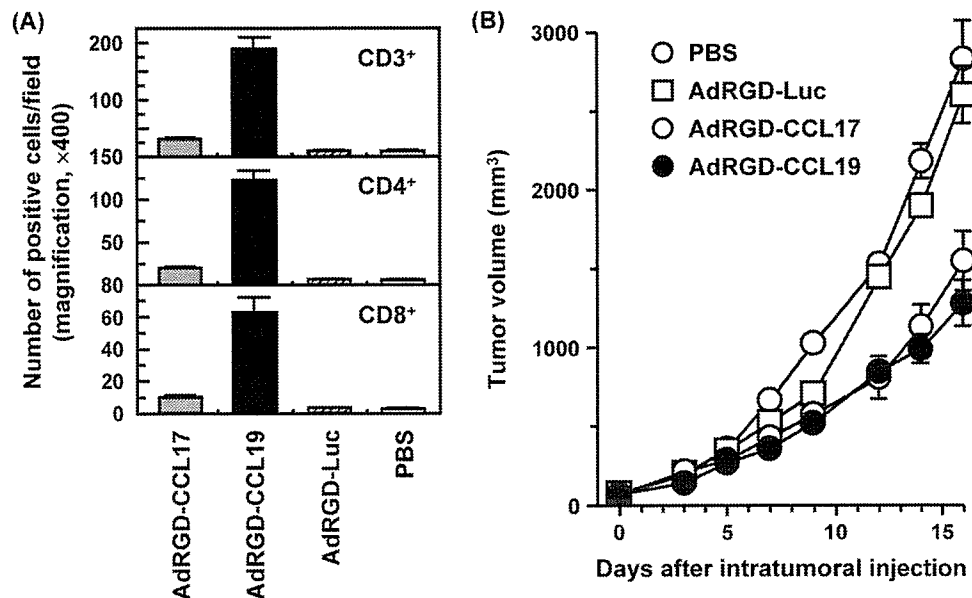 (A)
Number of positive cells/field
(magnification, ×400)
200
100
150
CD3+
100
50
80
CD4+
60
40
20
0
CD8+
AdRGD-CCL17
AdRGD-CCL19
AdRGD-Luc
PBS
(B)
PBS
AdRGD-Luc
AdRGD-CCL17
AdRGD-CCL19
Tumor volume (mm³)
3000
2000
1000
0
0 5 10 15
Days after intratumoral injection